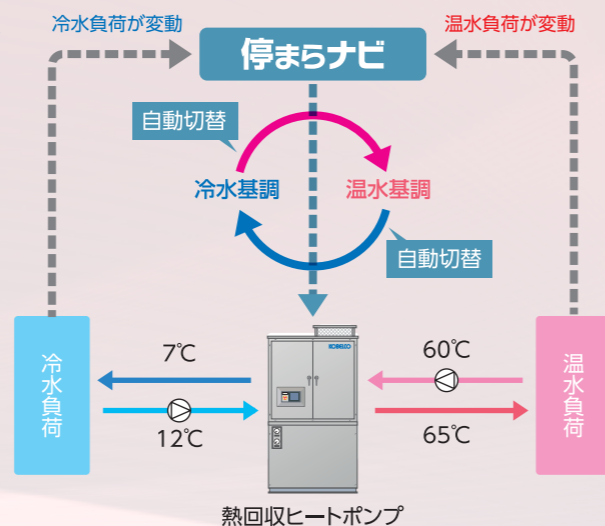 冷水負荷が変動
温水負荷が変動
停まらナビ
自動切替
冷水基調
温水基調
自動切替
冷水負荷
7℃
12℃
KOBELCO
60℃
65℃
温水負荷
熱回収ヒートポンプ